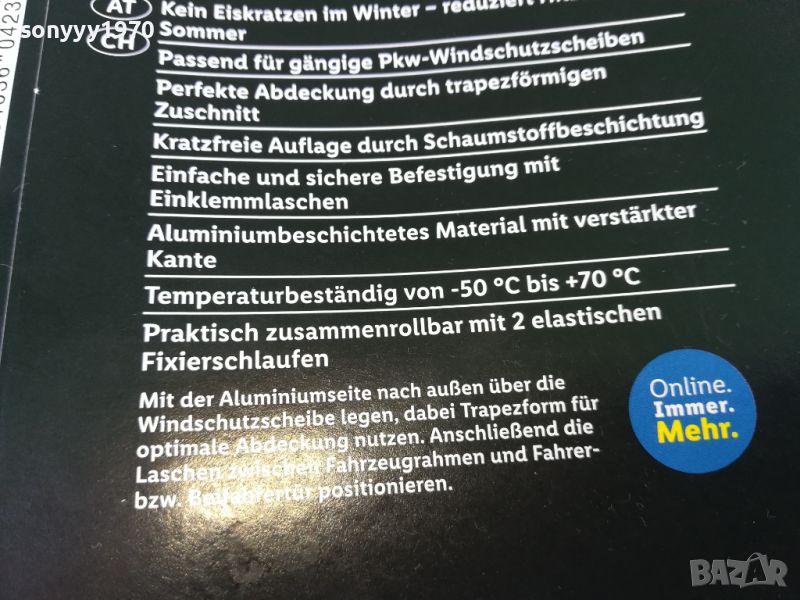 AT
CH
Kein Eiskratzen im Winter – reduziert
Sommer
Passend für gängige Pkw-Windschutzscheiben
Perfekte Abdeckung durch trapezförmigen
Zuschnitt
Kratzfreie Auflage durch Schaumstoffbeschichtung
Einfache und sichere Befestigung mit
Einklemmlaschen
Aluminiumbeschichtetes Material mit verstärkter
Kante
Temperaturbeständig von -50 °C bis +70 °C
Praktisch zusammenrollbar mit 2 elastischen
Fixierschlaufen
Mit der Aluminiumseite nach außen über die
Windschutzscheibe legen, dabei Trapezform für
optimale Abdeckung nutzen. Anschließend die
Laschen zwischen Fahrzeugrahmen und Fahrer-
bzw. Beifahrertür positionieren.
Online.
Immer.
Mehr.
sonyyy1970
BAZAR